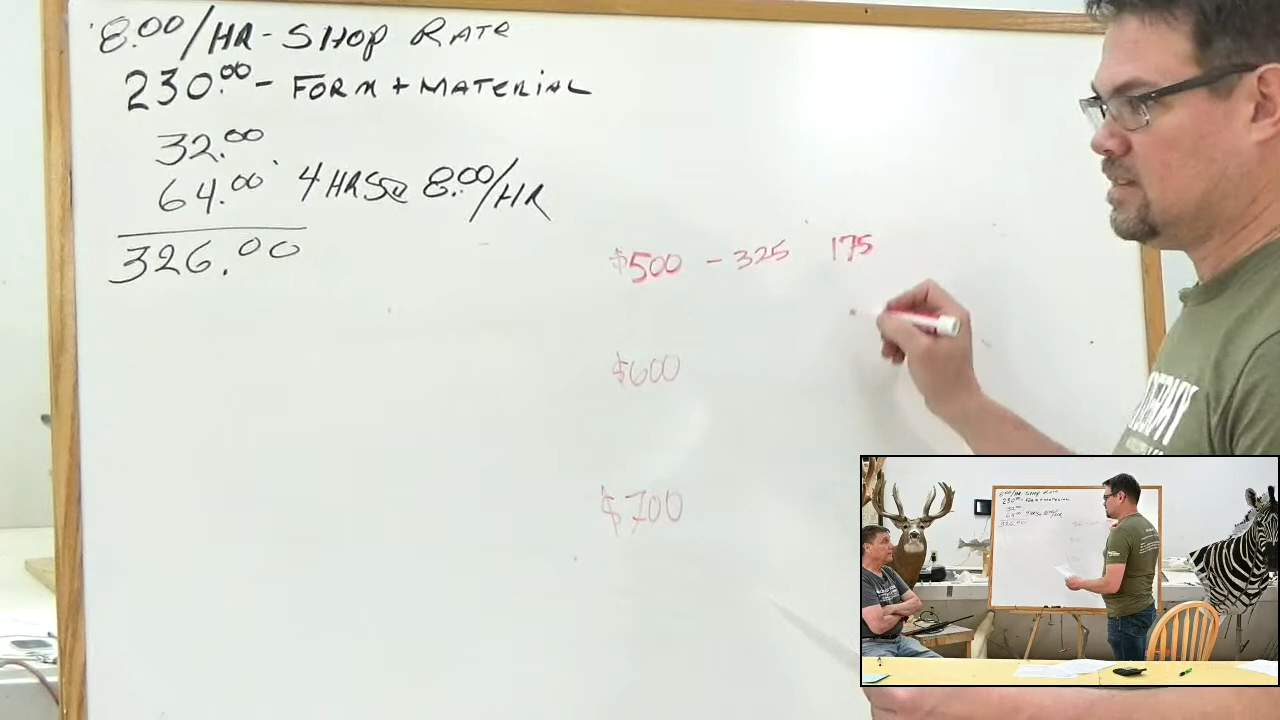 8.00/HR - SHOP RATE
230.00 - FORM + MATERIAL
32.00
64.00 4 HRS @ 8.00/HR
326.00
$500 - 325 175
$600
$700